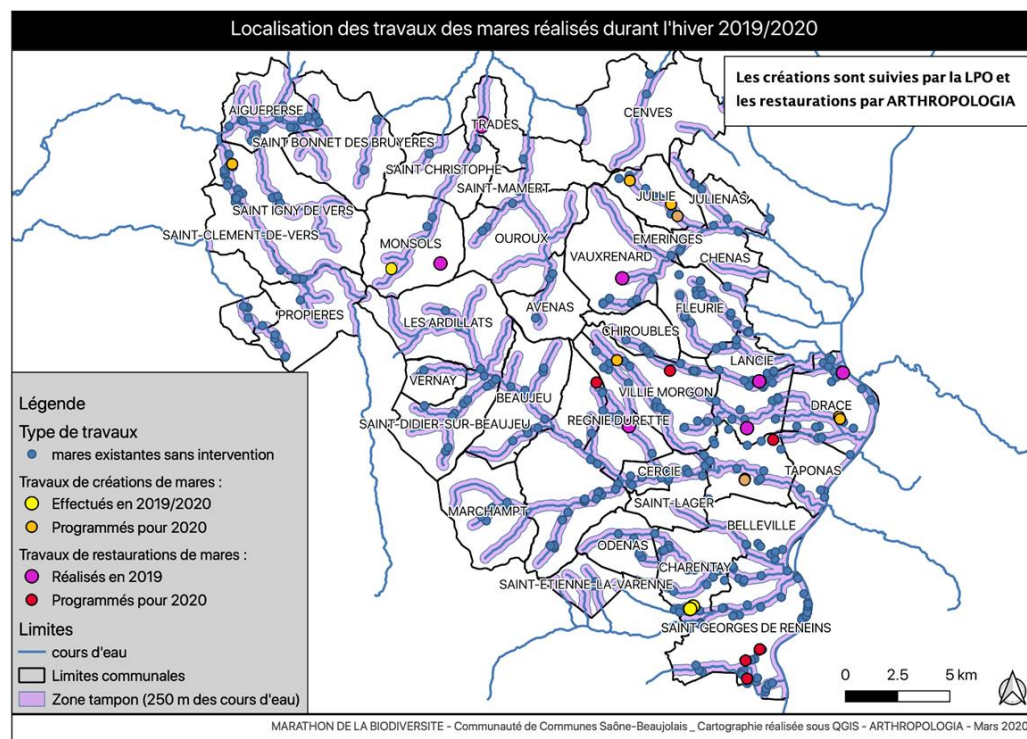 Localisation des travaux des mares réalisés durant l'hiver 2019/2020
Les créations sont suivies par la LPO et
les restaurations par ARTHROPOLOGIA
AIGUEPERSE
SAINT BONNET DES BRUYERES
TRADES
CENVES
SAINT CHRISTOPHE
SAINT-MAMERT
JULLIE
JULIENAS
SAINT IGNY DE VERS
SAINT-CLEMENT-DE-VERS
MONSOLS
OUROUX
EMERINGES
VAUXRENARD
CHENAS
PROPIERES
LES ARDILLATS
AVENAS
FLEURIE
CHIROUBLES
LANCIE
VERNAY
BEAUJEU
VILLIE MORGON
DRACE
SAINT-DIDIER-SUR-BEAUJEU
REGNIE DURETTE
CERCIE
TAPONAS
MARCHAMPT
SAINT-LAGER
BELLEVILLE
ODENAS
CHARENTAY
SAINT-ETIENNE-LA-VARENNE
SAINT GEORGES DE RENEINS
Légende
Type de travaux
mares existantes sans intervention
Travaux de créations de mares :
Effectués en 2019/2020
Programmés pour 2020
Travaux de restaurations de mares :
Réalisés en 2019
Programmés pour 2020
Limites
cours d'eau
Limites communales
Zone tampon (250 m des cours d'eau)
0 2.5 5 km
MARATHON DE LA BIODIVERSITE - Communauté de Communes Saône-Beaujolais _ Cartographie réalisée sous QGIS - ARTHROPOLOGIA - Mars 2020